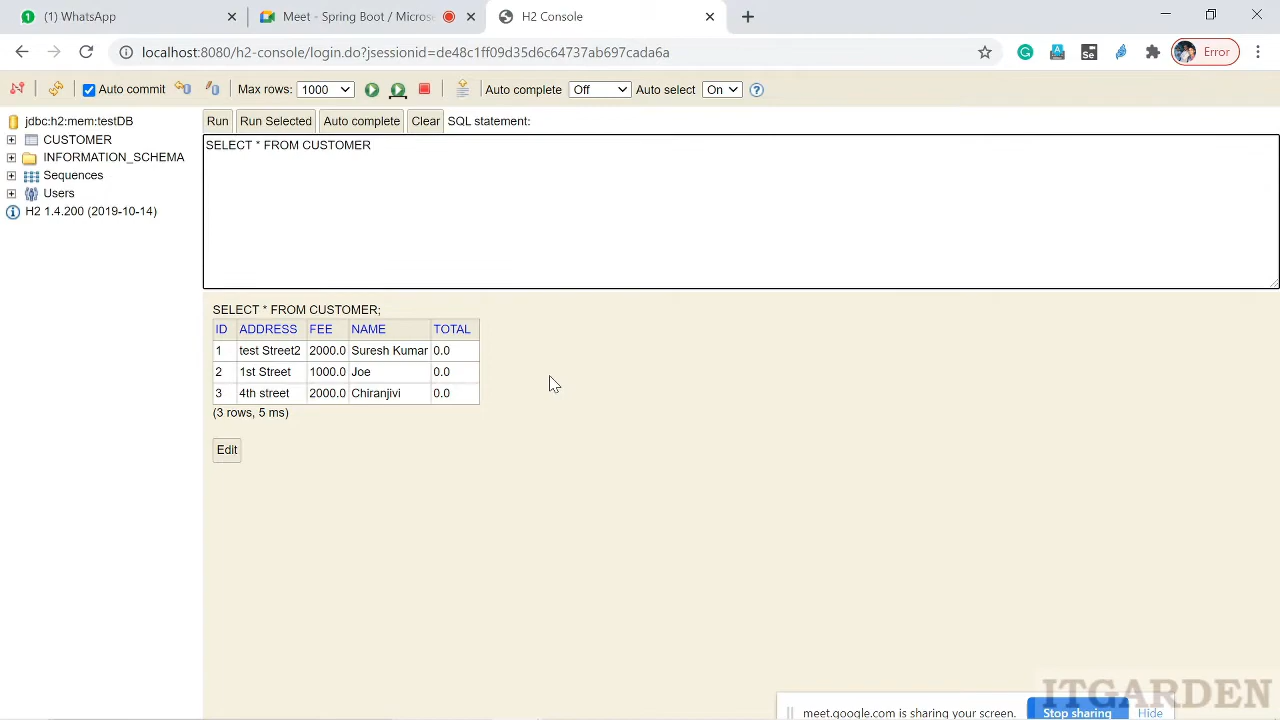 (1) WhatsApp
Meet - Spring Boot / Micros
H2 Console
localhost:8080/h2-console/login.do?jsessionid=de48c1ff09d35d6c64737ab697cada6a
Se
Error
Auto commit
Max rows: 1000
Auto complete Off
Auto select On
jdbc:h2:mem:testDB
CUSTOMER
INFORMATION_SCHEMA
Sequences
Users
H2 1.4.200 (2019-10-14)
Run Run Selected Auto complete Clear SQL statement:
SELECT * FROM CUSTOMER
SELECT * FROM CUSTOMER;
ID ADDRESS FEE NAME TOTAL
1 test Street2 2000.0 Suresh Kumar 0.0
2 1st Street 1000.0 Joe 0.0
3 4th street 2000.0 Chiranjivi 0.0
(3 rows, 5 ms)
Edit
ITGARDEN
meet.google.com is sharing your screen. Stop sharing Hide